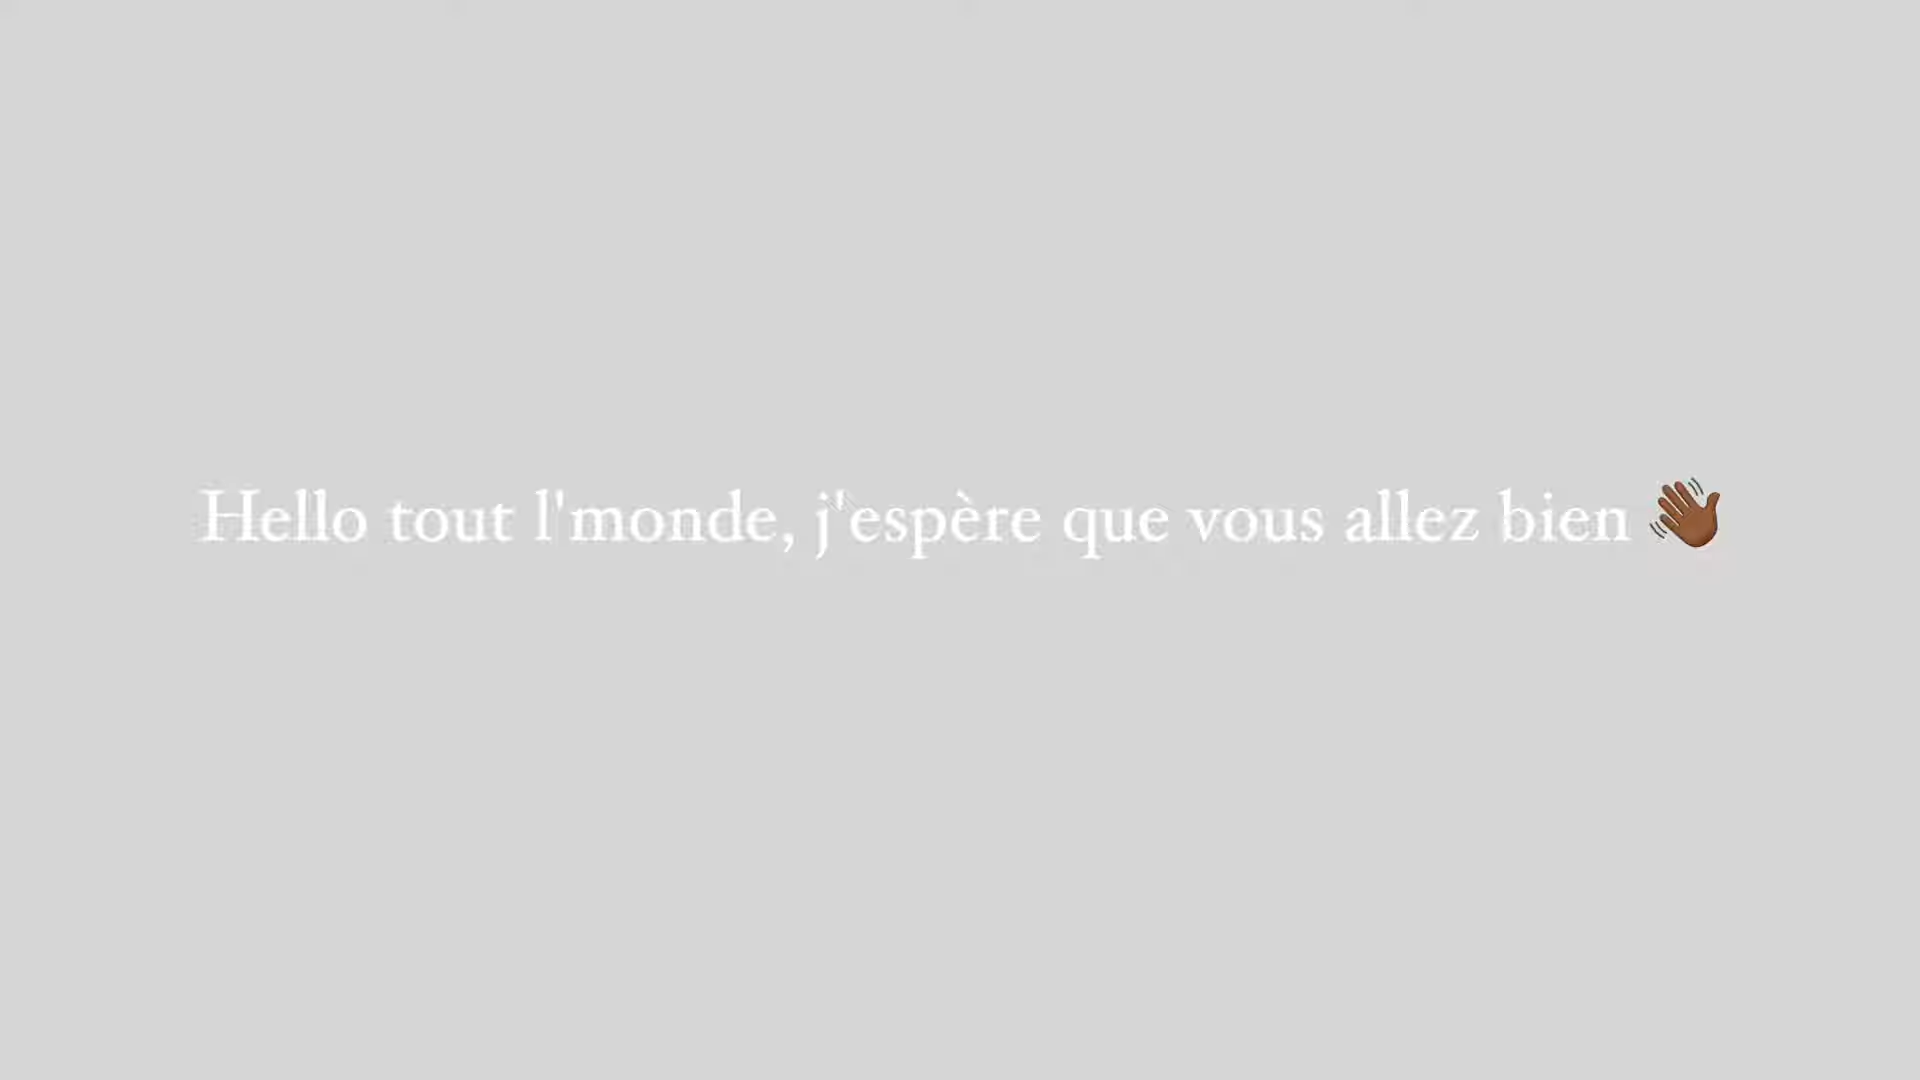 Hello tout l'monde, j'espère que vous allez bien 👋🏾